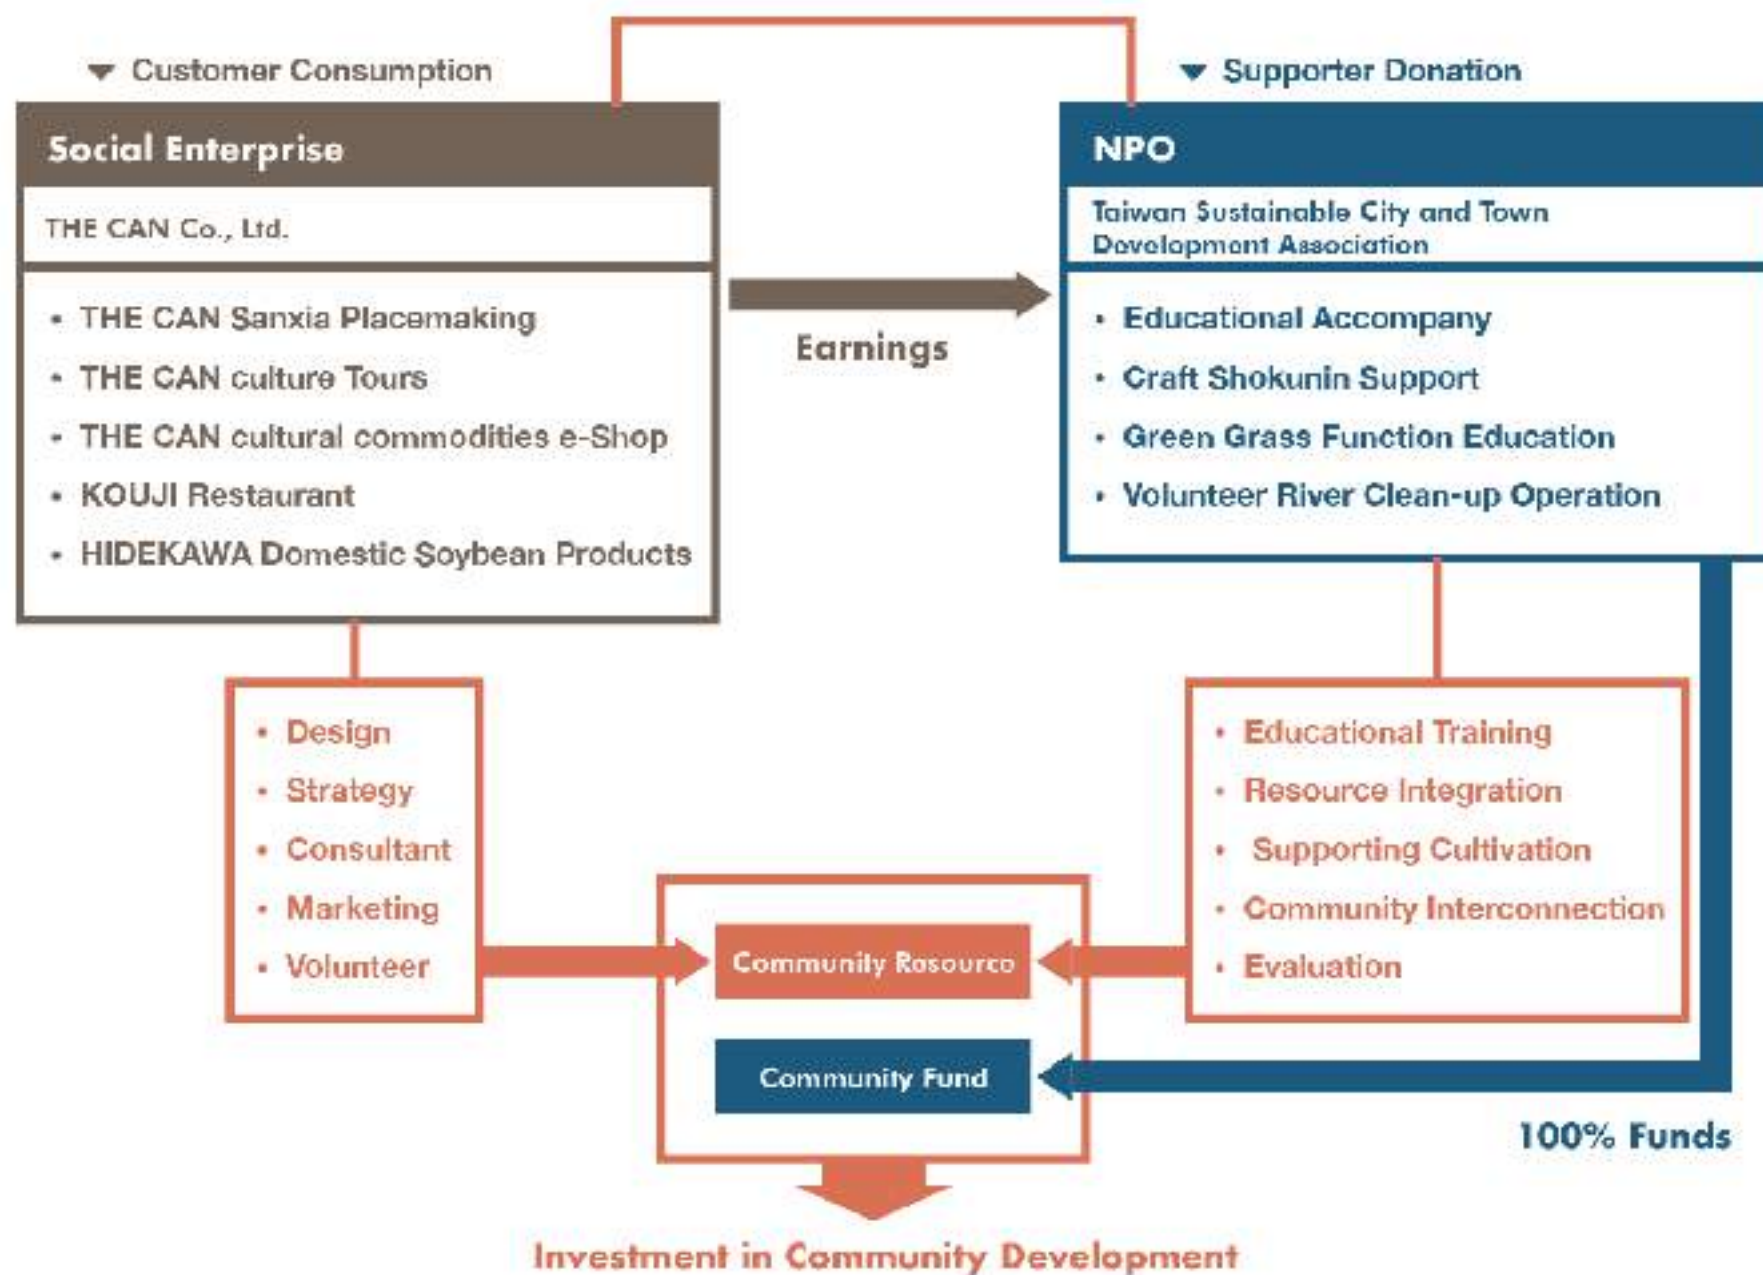 ▼ Customer Consumption
Social Enterprise
THE CAN Co., Ltd.
• THE CAN Sanxia Placemaking
• THE CAN culture Tours
• THE CAN cultural commodities e-Shop
• KOUJI Restaurant
• HIDEKAWA Domestic Soybean Products
Earnings
▼ Supporter Donation
NPO
Taiwan Sustainable City and Town
Development Association
• Educational Accompany
• Craft Shokunin Support
• Green Grass Function Education
• Volunteer River Clean-up Operation
• Design
• Strategy
• Consultant
• Marketing
• Volunteer
• Educational Training
• Resource Integration
• Supporting Cultivation
• Community Interconnection
• Evaluation
Community Resource
Community Fund
100% Funds
Investment in Community Development